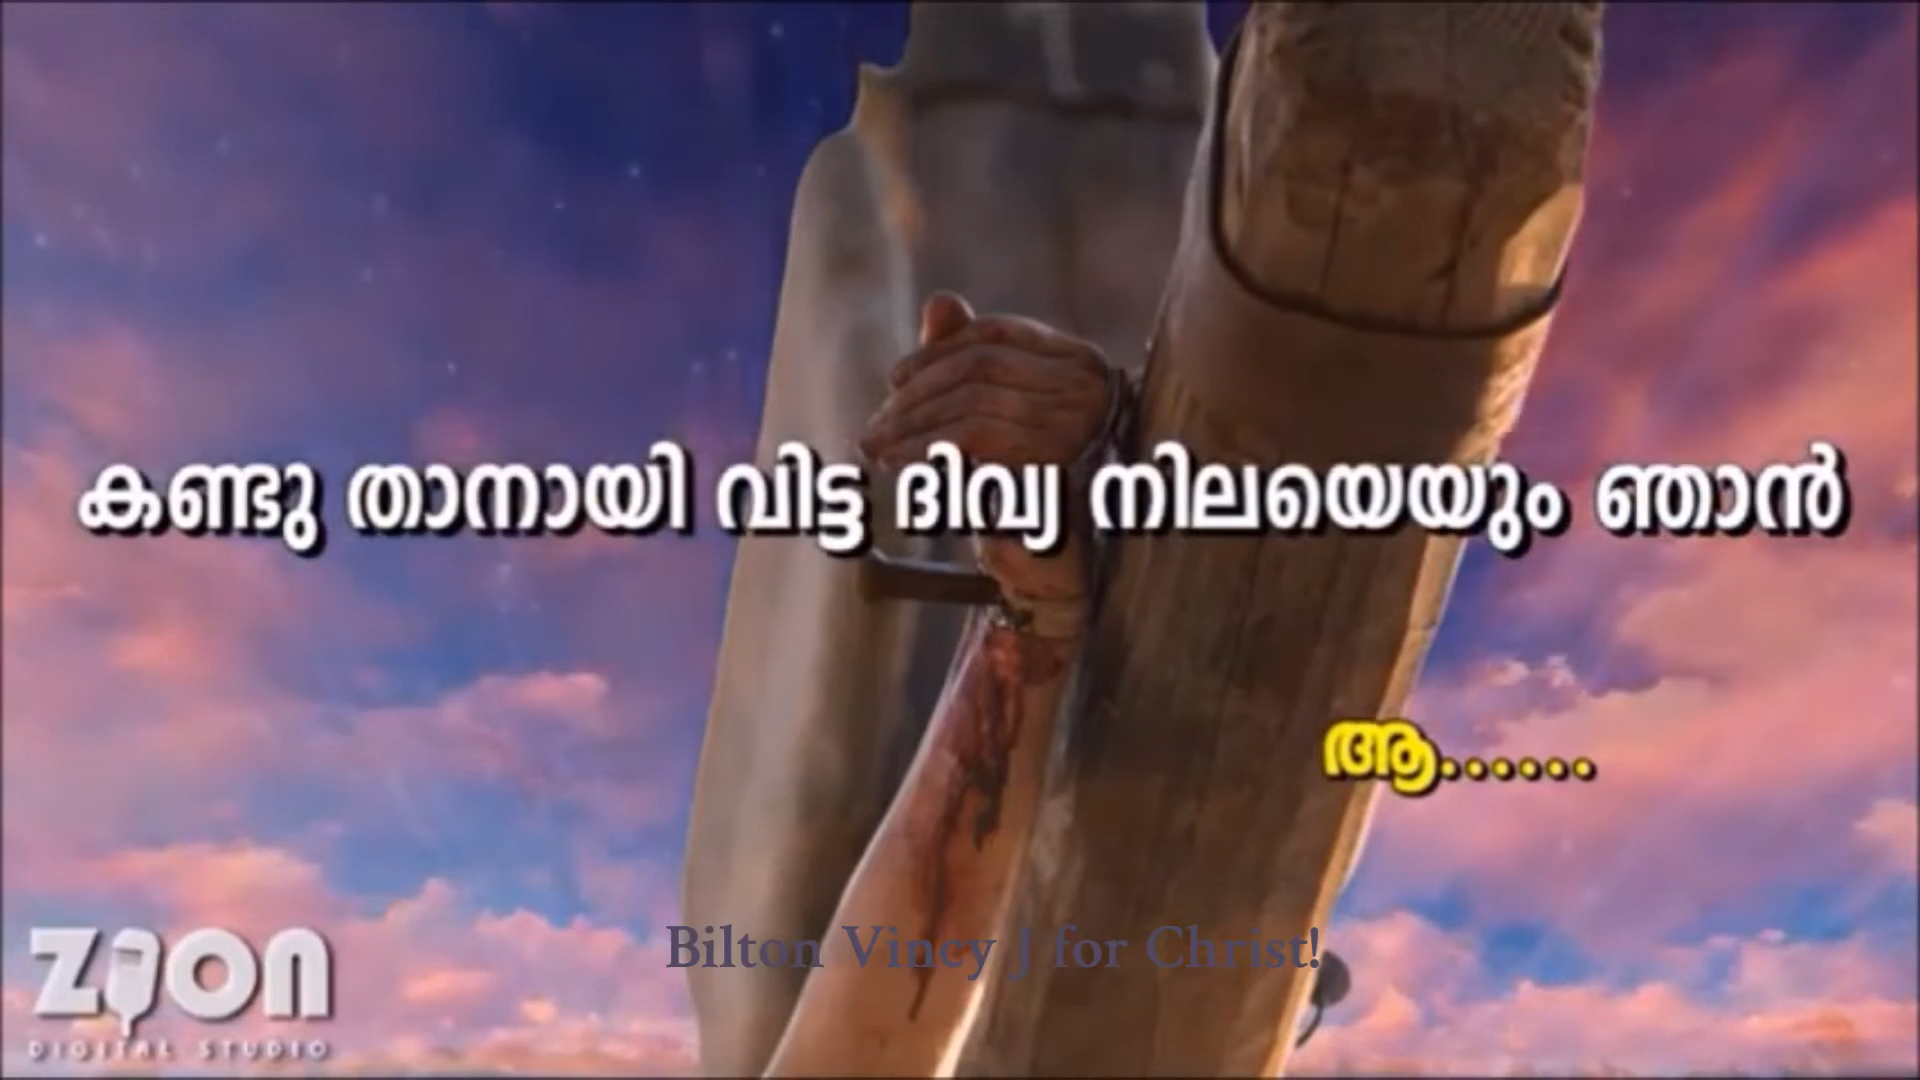 കണ്ടു താനായി വിട്ട ദിവ്യ നിലയെയും ഞാൻ
ആ......
Bilton Vincy J for Christ!
ZION
DIGITAL STUDIO